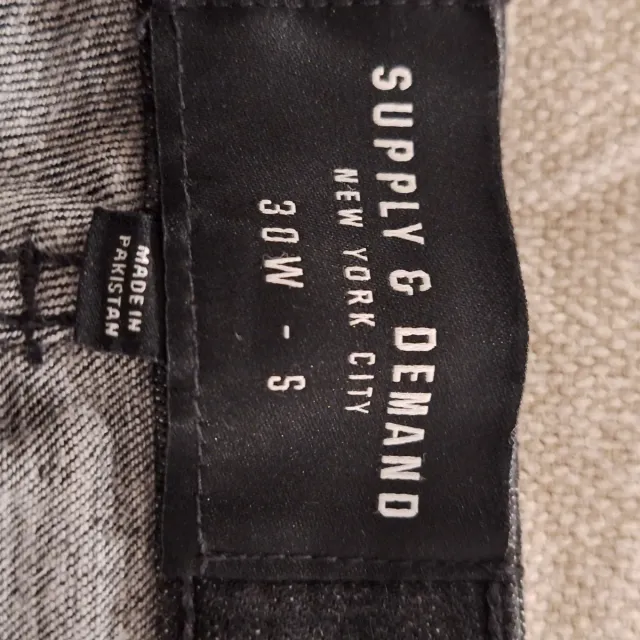 SUPPLY & DEMAND
NEW YORK CITY
30W - S
MADE IN
PAKISTAN